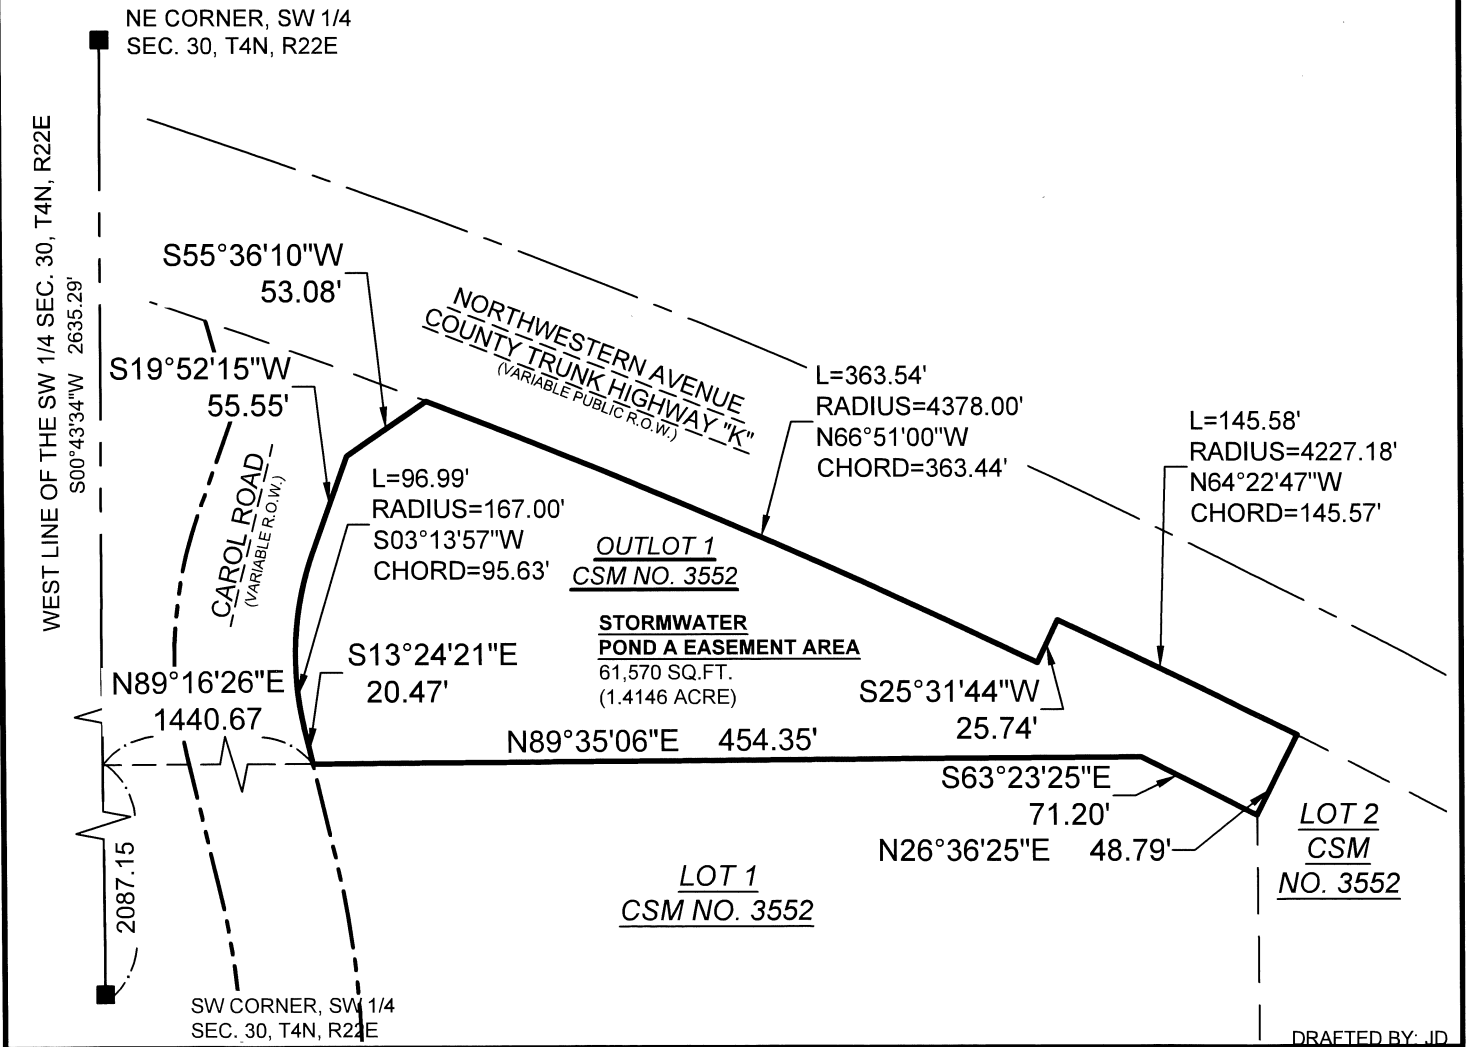 NE CORNER, SW 1/4
SEC. 30, T4N, R22E
WEST LINE OF THE SW 1/4 SEC. 30, T4N, R22E
S00°43'34"W 2635.29'
S55°36'10"W
53.08'
NORTHWESTERN AVENUE
COUNTY TRUNK HIGHWAY "K"
(VARIABLE PUBLIC R.O.W.)
S19°52'15"W
55.55'
L=363.54'
RADIUS=4378.00'
N66°51'00"W
CHORD=363.44'
L=145.58'
RADIUS=4227.18'
N64°22'47"W
CHORD=145.57'
CAROL ROAD
(VARIABLE R.O.W.)
L=96.99'
RADIUS=167.00'
S03°13'57"W
CHORD=95.63'
OUTLOT 1
CSM NO. 3552
STORMWATER
POND A EASEMENT AREA
61,570 SQ.FT.
(1.4146 ACRE)
S13°24'21"E
20.47'
N89°16'26"E
1440.67
S25°31'44"W
25.74'
N89°35'06"E 454.35'
S63°23'25"E
71.20'
N26°36'25"E 48.79'
LOT 2
CSM
NO. 3552
2087.15
LOT 1
CSM NO. 3552
SW CORNER, SW 1/4
SEC. 30, T4N, R22E
DRAFTED BY: JD